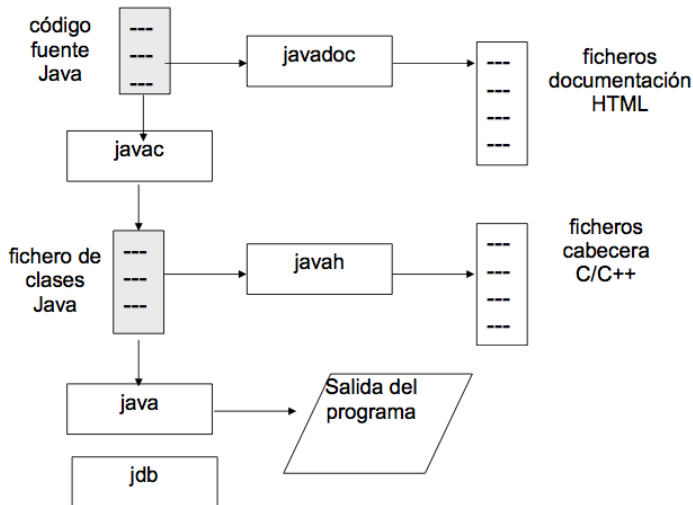 código
fuente
Java
---
---
---
javadoc
---
---
---
---
ficheros
documentación
HTML
javac
fichero de
clases
Java
---
---
---
javah
---
---
---
---
ficheros
cabecera
C/C++
java
Salida del
programa
jdb